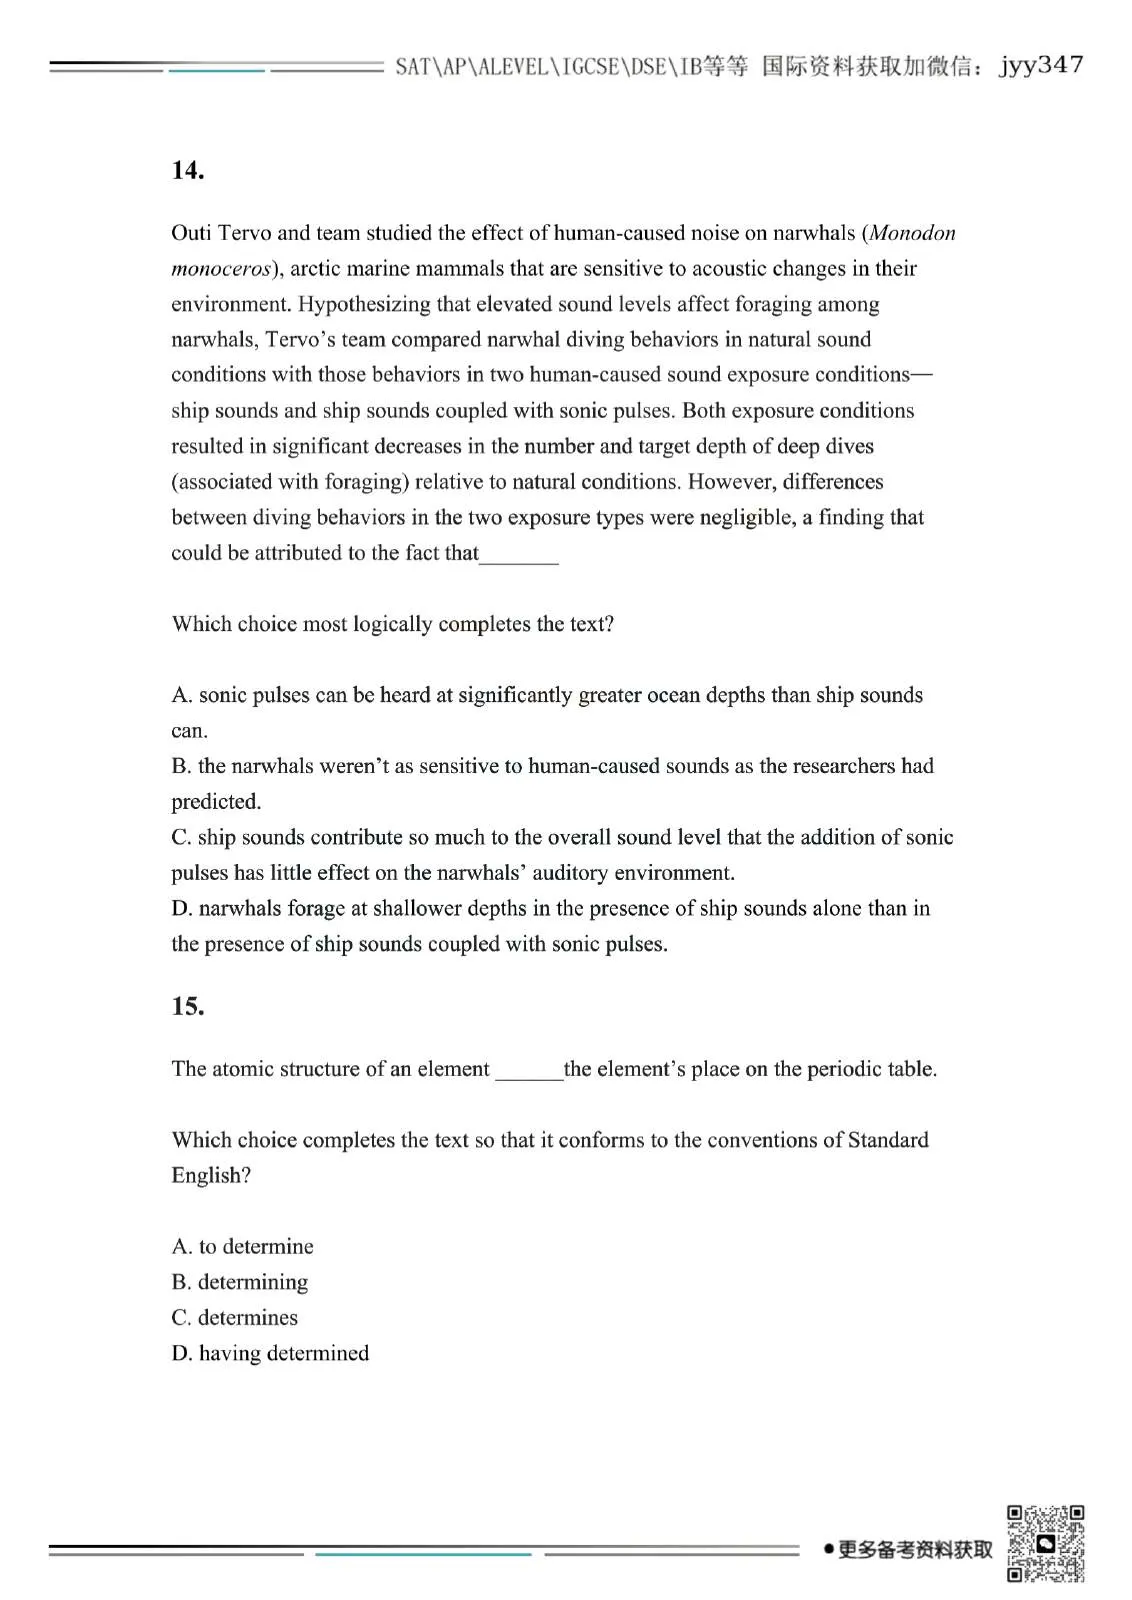 SAT\AP\ALEVEL\IGCSE\DSE\IB等等 国际资料获取加微信：jyy347
14.
Outi Tervo and team studied the effect of human-caused noise on narwhals (Monodon
monoceros), arctic marine mammals that are sensitive to acoustic changes in their
environment. Hypothesizing that elevated sound levels affect foraging among
narwhals, Tervo’s team compared narwhal diving behaviors in natural sound
conditions with those behaviors in two human-caused sound exposure conditions—
ship sounds and ship sounds coupled with sonic pulses. Both exposure conditions
resulted in significant decreases in the number and target depth of deep dives
(associated with foraging) relative to natural conditions. However, differences
between diving behaviors in the two exposure types were negligible, a finding that
could be attributed to the fact that_______
Which choice most logically completes the text?
A. sonic pulses can be heard at significantly greater ocean depths than ship sounds
can.
B. the narwhals weren’t as sensitive to human-caused sounds as the researchers had
predicted.
C. ship sounds contribute so much to the overall sound level that the addition of sonic
pulses has little effect on the narwhals’ auditory environment.
D. narwhals forage at shallower depths in the presence of ship sounds alone than in
the presence of ship sounds coupled with sonic pulses.
15.
The atomic structure of an element ______the element’s place on the periodic table.
Which choice completes the text so that it conforms to the conventions of Standard
English?
A. to determine
B. determining
C. determines
D. having determined
●更多备考资料获取